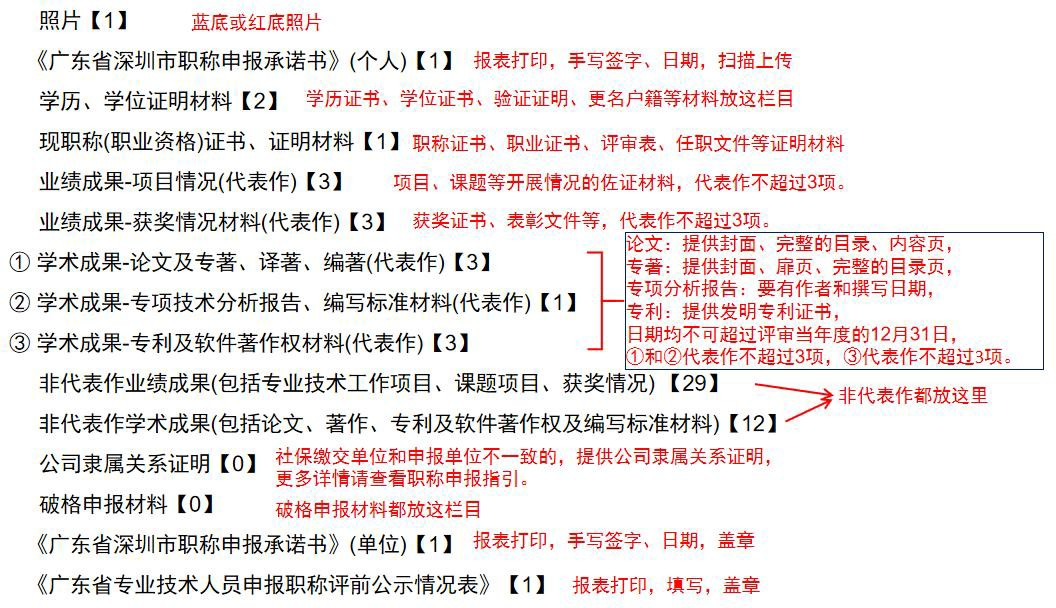 照片【1】 蓝底或红底照片
《广东省深圳市职称申报承诺书》(个人)【1】 报表打印，手写签字、日期，扫描上传
学历、学位证明材料【2】 学历证书、学位证书、验证证明、更名户籍等材料放这栏目
现职称(职业资格)证书、证明材料【1】 职称证书、职业证书、评审表、任职文件等证明材料
业绩成果-项目情况(代表作)【3】 项目、课题等开展情况的佐证材料，代表作不超过3项。
业绩成果-获奖情况材料(代表作)【3】 获奖证书、表彰文件等，代表作不超过3项。
① 学术成果-论文及专著、译著、编著(代表作)【3】
② 学术成果-专项技术分析报告、编写标准材料(代表作)【1】
③ 学术成果-专利及软件著作权材料(代表作)【3】
论文：提供封面、完整的目录、内容页，
专著：提供封面、扉页、完整的目录页，
专项分析报告：要有作者和撰写日期，
专利：提供发明专利证书，
日期均不可超过评审当年度的12月31日，
①和②代表作不超过3项，③代表作不超过3项。
非代表作业绩成果(包括专业技术工作项目、课题项目、获奖情况) 【29】
非代表作都放这里
非代表作学术成果(包括论文、著作、专利及软件著作权及编写标准材料)【12】
公司隶属关系证明【0】 社保缴交单位和申报单位不一致的，提供公司隶属关系证明，
更多详情请查看职称申报指引。
破格申报材料【0】 破格申报材料都放这栏目
《广东省深圳市职称申报承诺书》(单位)【1】 报表打印，手写签字、日期，盖章
《广东省专业技术人员申报职称评前公示情况表》【1】 报表打印，填写，盖章